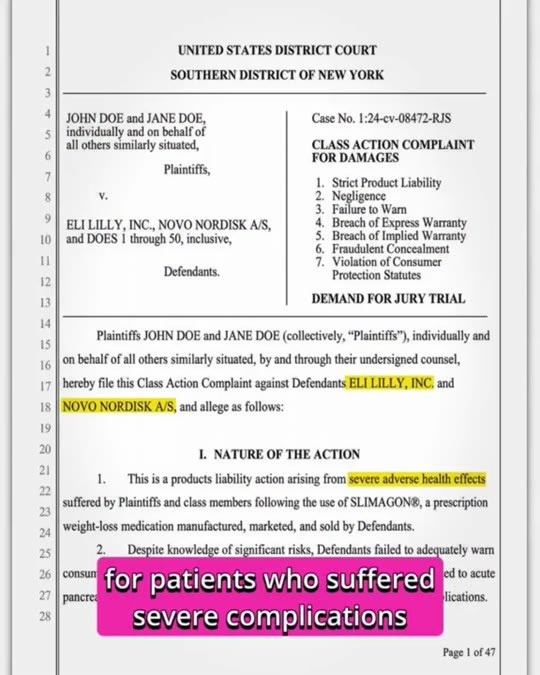 1
2
3
4
5
6
7
8
9
10
11
12
13
14
15
16
17
18
19
20
21
22
23
24
25
26
27
28
UNITED STATES DISTRICT COURT
SOUTHERN DISTRICT OF NEW YORK
JOHN DOE and JANE DOE,
individually and on behalf of
all others similarly situated,
Plaintiffs,
v.
ELI LILLY, INC., NOVO NORDISK A/S,
and DOES 1 through 50, inclusive,
Defendants.
Case No. 1:24-cv-08472-RJS
CLASS ACTION COMPLAINT
FOR DAMAGES
1. Strict Product Liability
2. Negligence
3. Failure to Warn
4. Breach of Express Warranty
5. Breach of Implied Warranty
6. Fraudulent Concealment
7. Violation of Consumer
Protection Statutes
DEMAND FOR JURY TRIAL
Plaintiffs JOHN DOE and JANE DOE (collectively, “Plaintiffs”), individually and
on behalf of all others similarly situated, by and through their undersigned counsel,
hereby file this Class Action Complaint against Defendants ELI LILLY, INC. and
NOVO NORDISK A/S, and allege as follows:
I. NATURE OF THE ACTION
1. This is a products liability action arising from severe adverse health effects
suffered by Plaintiffs and class members following the use of SLIMAGON®, a prescription
weight-loss medication manufactured, marketed, and sold by Defendants.
2. Despite knowledge of significant risks, Defendants failed to adequately warn
to acute
for patients who suffered
severe complications
Page 1 of 47